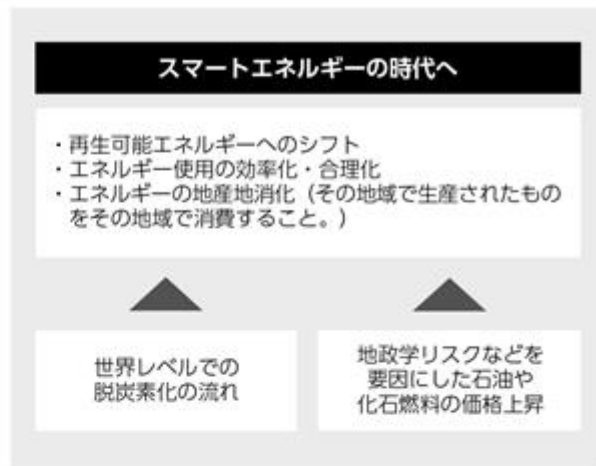 スマートエネルギーの時代へ
・再生可能エネルギーへのシフト
・エネルギー使用の効率化・合理化
・エネルギーの地産地消化（その地域で生産されたもの
をその地域で消費すること。）
世界レベルでの
脱炭素化の流れ
地政学リスクなどを
要因にした石油や
化石燃料の価格上昇